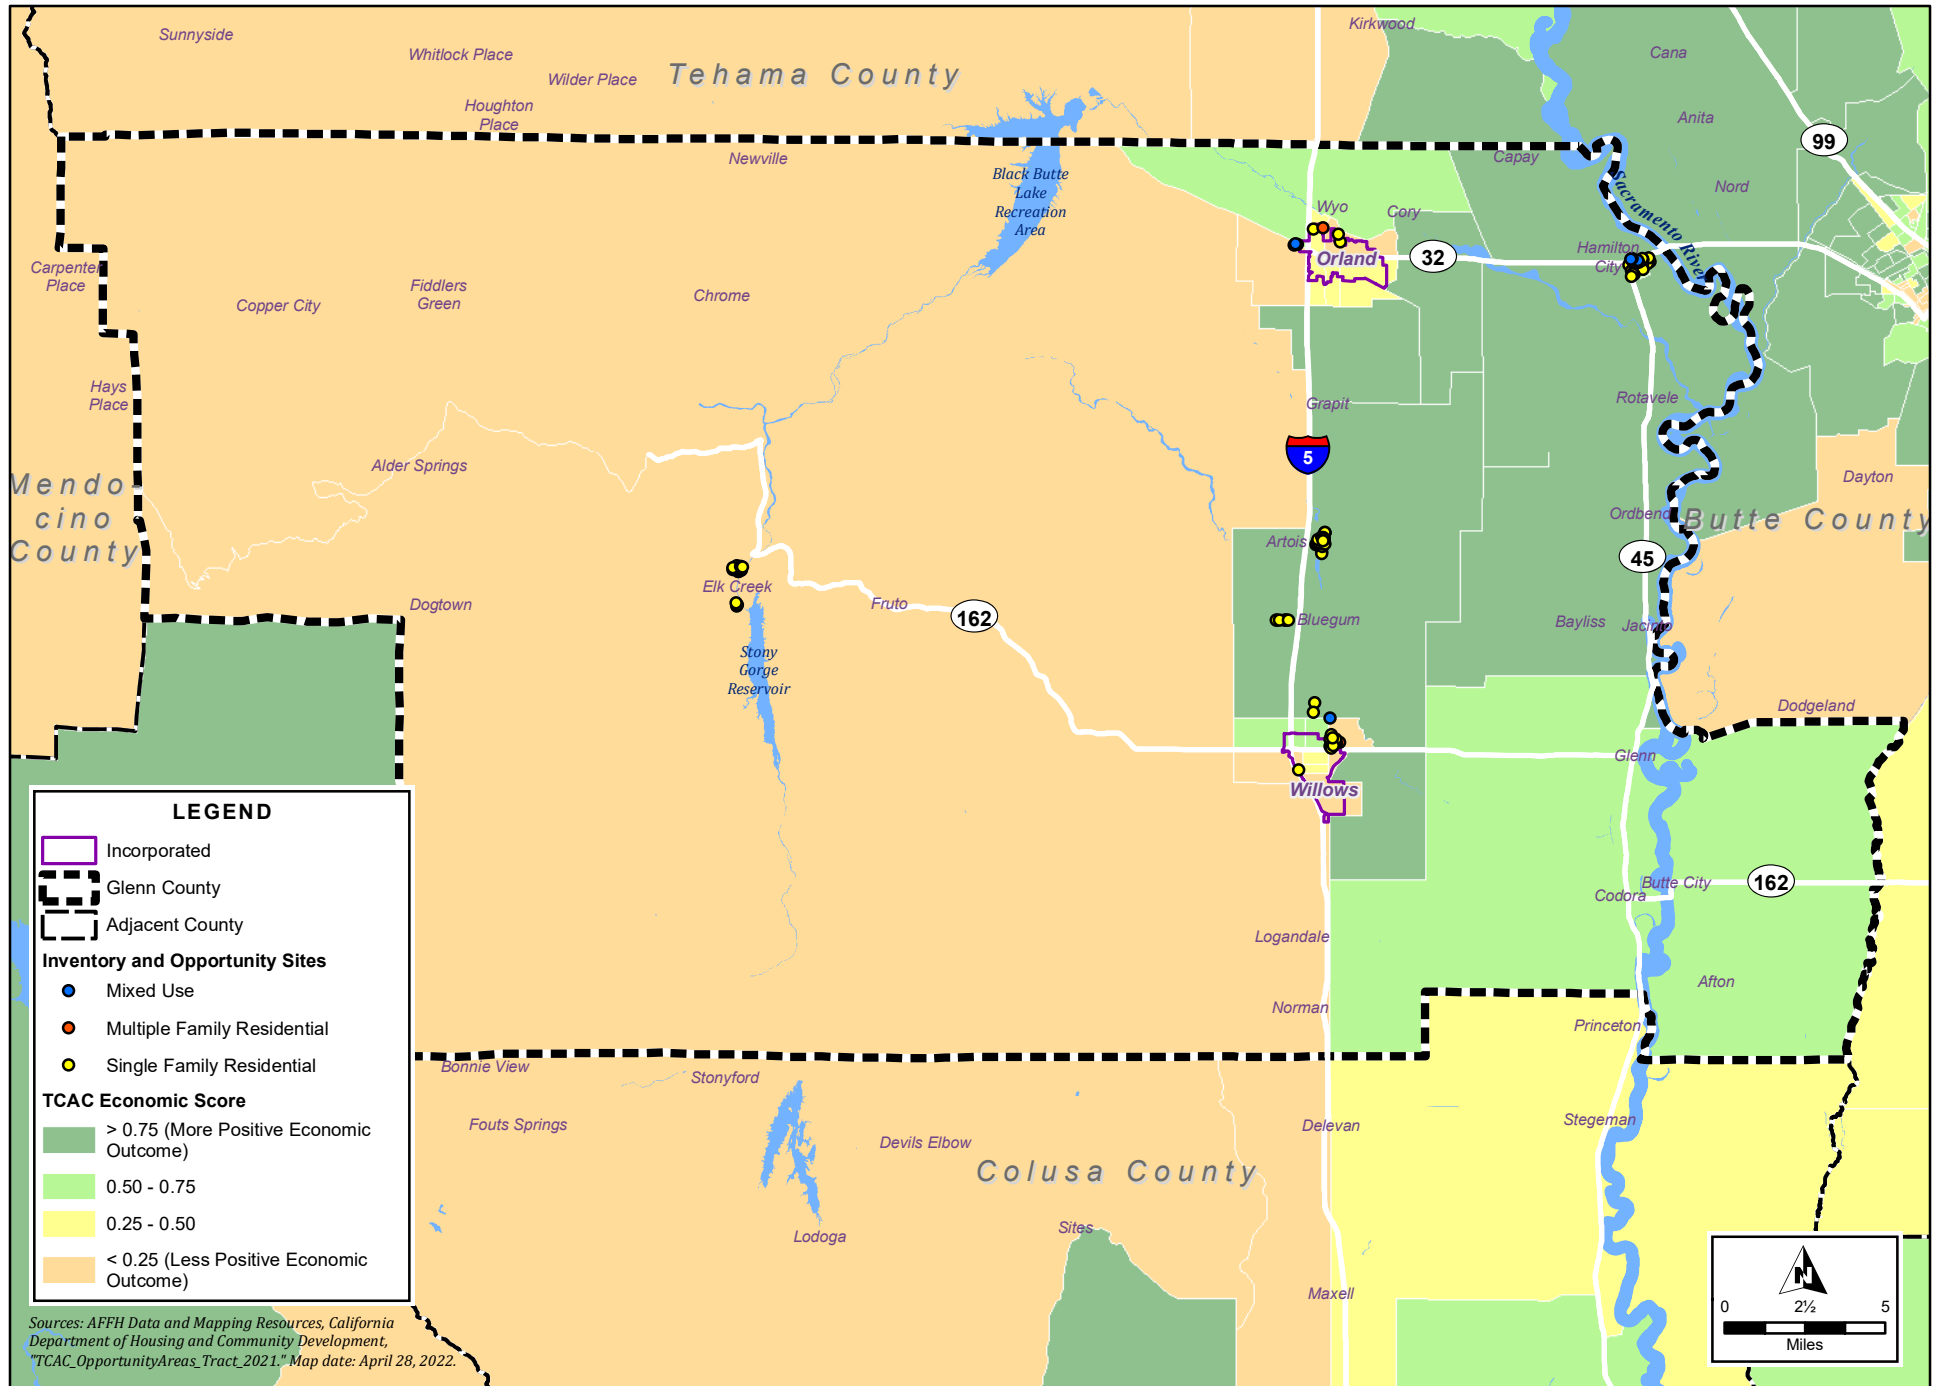 Sunnyside
Whitlock Place
Wilder Place
Houghton
Place
Tehama County
Kirkwood
Cana
Anita
99
Newville
Capay
Nord
Black Butte
Lake
Recreation
Area
Sacramento River
Wyo
Cory
Orland
32
Hamilton
City
Carpenter
Place
Copper City
Fiddlers
Green
Chrome
Hays
Place
Grapit
Rotavele
5
Alder Springs
Mendo-
cino
County
Dayton
Ordbend
Butte County
Artois
45
Elk Creek
Dogtown
Fruto
162
Bluegum
Bayliss
Jacinto
Stony
Gorge
Reservoir
Dodgeland
Glenn
Willows
Butte City
162
Codora
Logandale
Afton
Norman
Princeton
Bonnie View
Stonyford
Fouts Springs
Devils Elbow
Delevan
Stegeman
Colusa County
Lodoga
Sites
Maxell
LEGEND
Incorporated
Glenn County
Adjacent County
Inventory and Opportunity Sites
Mixed Use
Multiple Family Residential
Single Family Residential
TCAC Economic Score
> 0.75 (More Positive Economic
Outcome)
0.50 - 0.75
0.25 - 0.50
< 0.25 (Less Positive Economic
Outcome)
Sources: AFFH Data and Mapping Resources, California
Department of Housing and Community Development,
"TCAC_OpportunityAreas_Tract_2021." Map date: April 28, 2022.
N
0 2½ 5
Miles